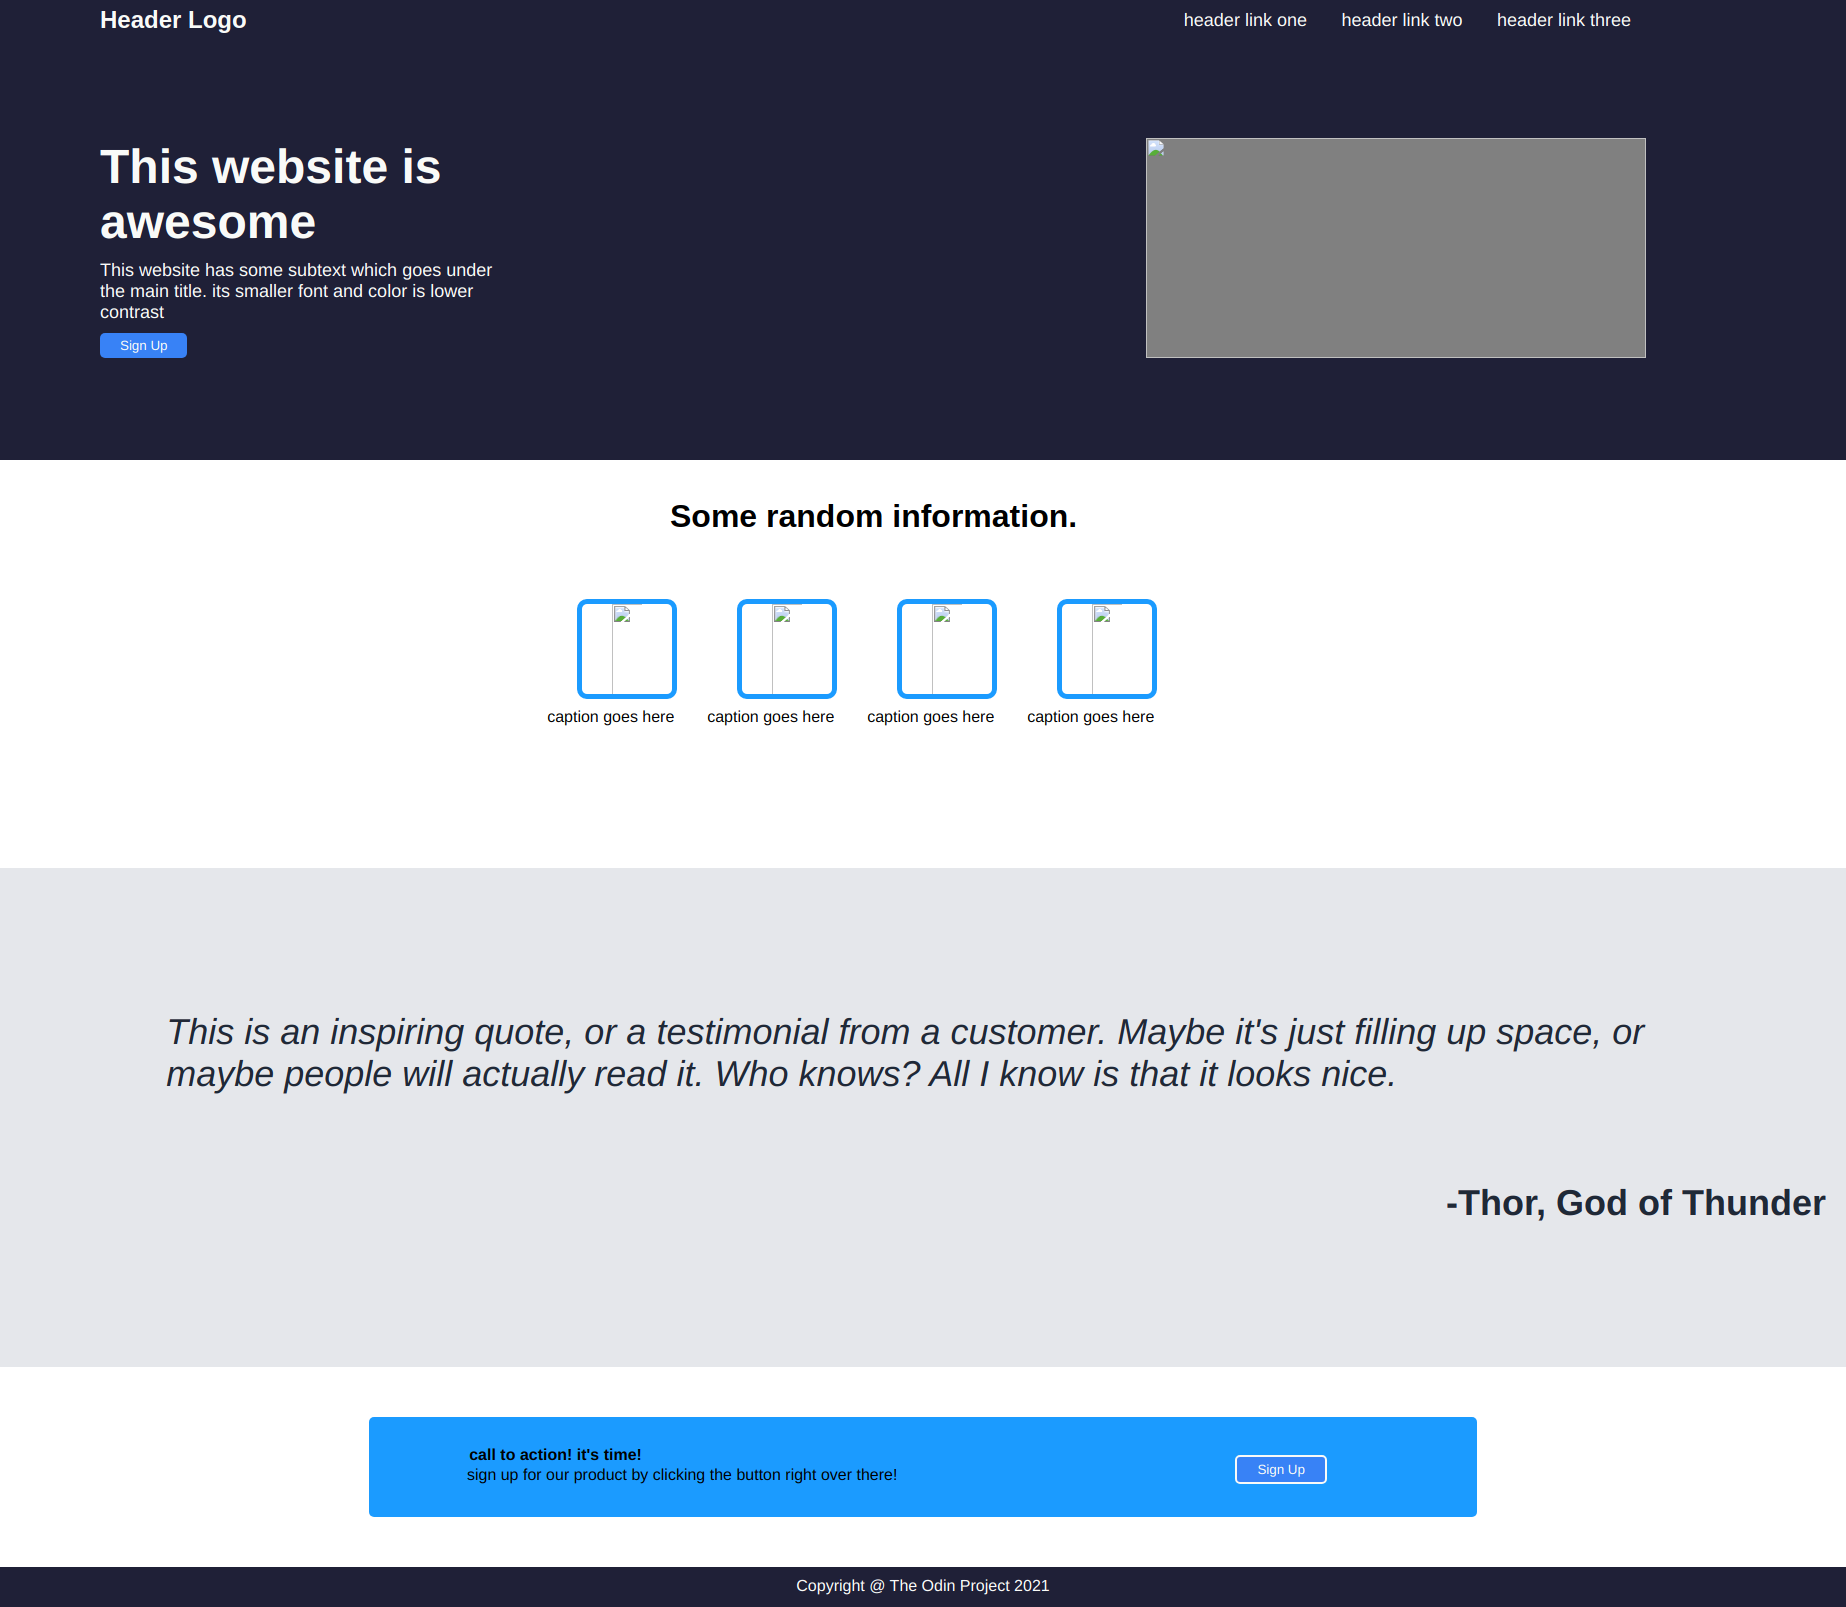 Header Logo
header link one
header link two
header link three
This website is
awesome
This website has some subtext which goes under
the main title. its smaller font and color is lower
contrast
Sign Up
Some random information.
caption goes here
caption goes here
caption goes here
caption goes here
This is an inspiring quote, or a testimonial from a customer. Maybe it's just filling up space, or
maybe people will actually read it. Who knows? All I know is that it looks nice.
-Thor, God of Thunder
call to action! it's time!
sign up for our product by clicking the button right over there!
Sign Up
Copyright @ The Odin Project 2021